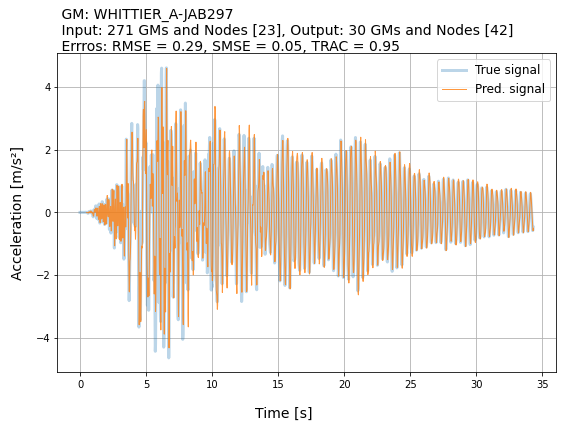 GM: WHITTIER_A-JAB297
Input: 271 GMs and Nodes [23], Output: 30 GMs and Nodes [42]
Errros: RMSE = 0.29, SMSE = 0.05, TRAC = 0.95
True signal
Pred. signal
Acceleration [m/s²]
4
2
0
−2
−4
0 5 10 15 20 25 30 35
Time [s]